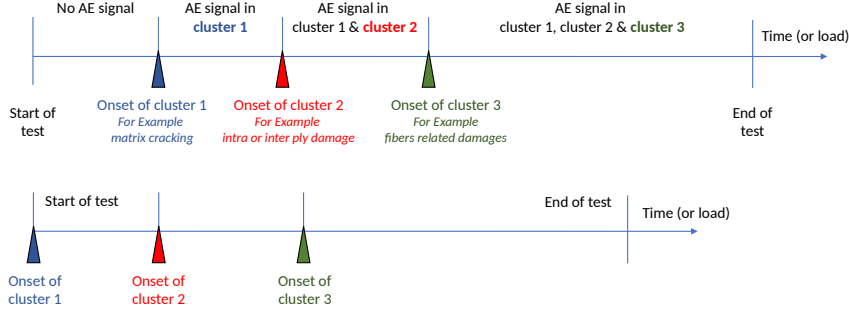 No AE signal
AE signal in
cluster 1
AE signal in
cluster 1 & cluster 2
AE signal in
cluster 1, cluster 2 & cluster 3
Time (or load)
Start of
test
Onset of cluster 1
For Example
matrix cracking
Onset of cluster 2
For Example
intra or inter ply damage
Onset of cluster 3
For Example
fibers related damages
End of
test
Start of test
End of test
Time (or load)
Onset of
cluster 1
Onset of
cluster 2
Onset of
cluster 3